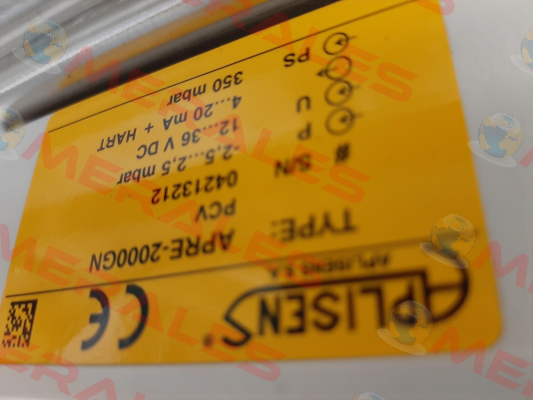 APLISENS®
APLISENS S.A.
CE
TYPE: APRE-2000GN
PCV
# S/N 04213212
P -2,5...2,5 mbar
U 12...36 V DC
4...20 mA + HART
PS 350 mbar
MERALES